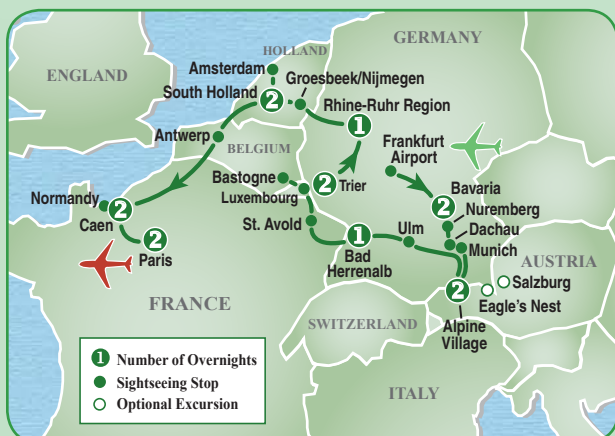 HOLLAND
GERMANY
ENGLAND
Amsterdam
Groesbeek/Nijmegen
South Holland
2
Rhine-Ruhr Region
1
Antwerp
BELGIUM
Frankfurt
Airport
Bastogne
2
Trier
Bavaria
Luxembourg
Normandy
2
Caen
2
Nuremberg
Dachau
St. Avold
Ulm
Munich
2
Paris
1
Bad
Herrenalb
AUSTRIA
Salzburg
2
Eagle's Nest
FRANCE
SWITZERLAND
Alpine
Village
1 Number of Overnights
Sightseeing Stop
Optional Excursion
ITALY